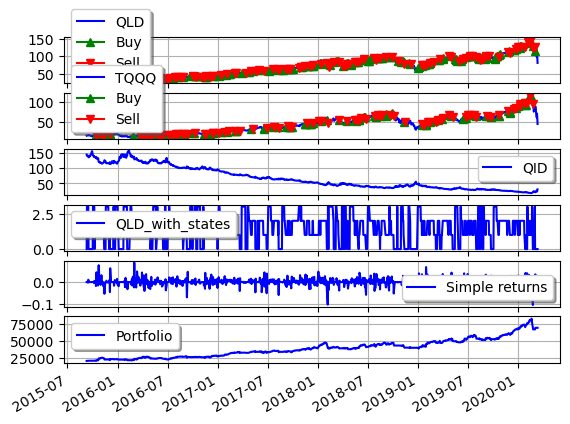 QLD
Buy
Sell
150
100
50
TQQQ
Buy
Sell
100
50
150
100
50
QID
2.5
0.0
QLD_with_states
0.0
−0.1
Simple returns
75000
50000
25000
Portfolio
2015-07
2016-01
2016-07
2017-01
2017-07
2018-01
2018-07
2019-01
2019-07
2020-01